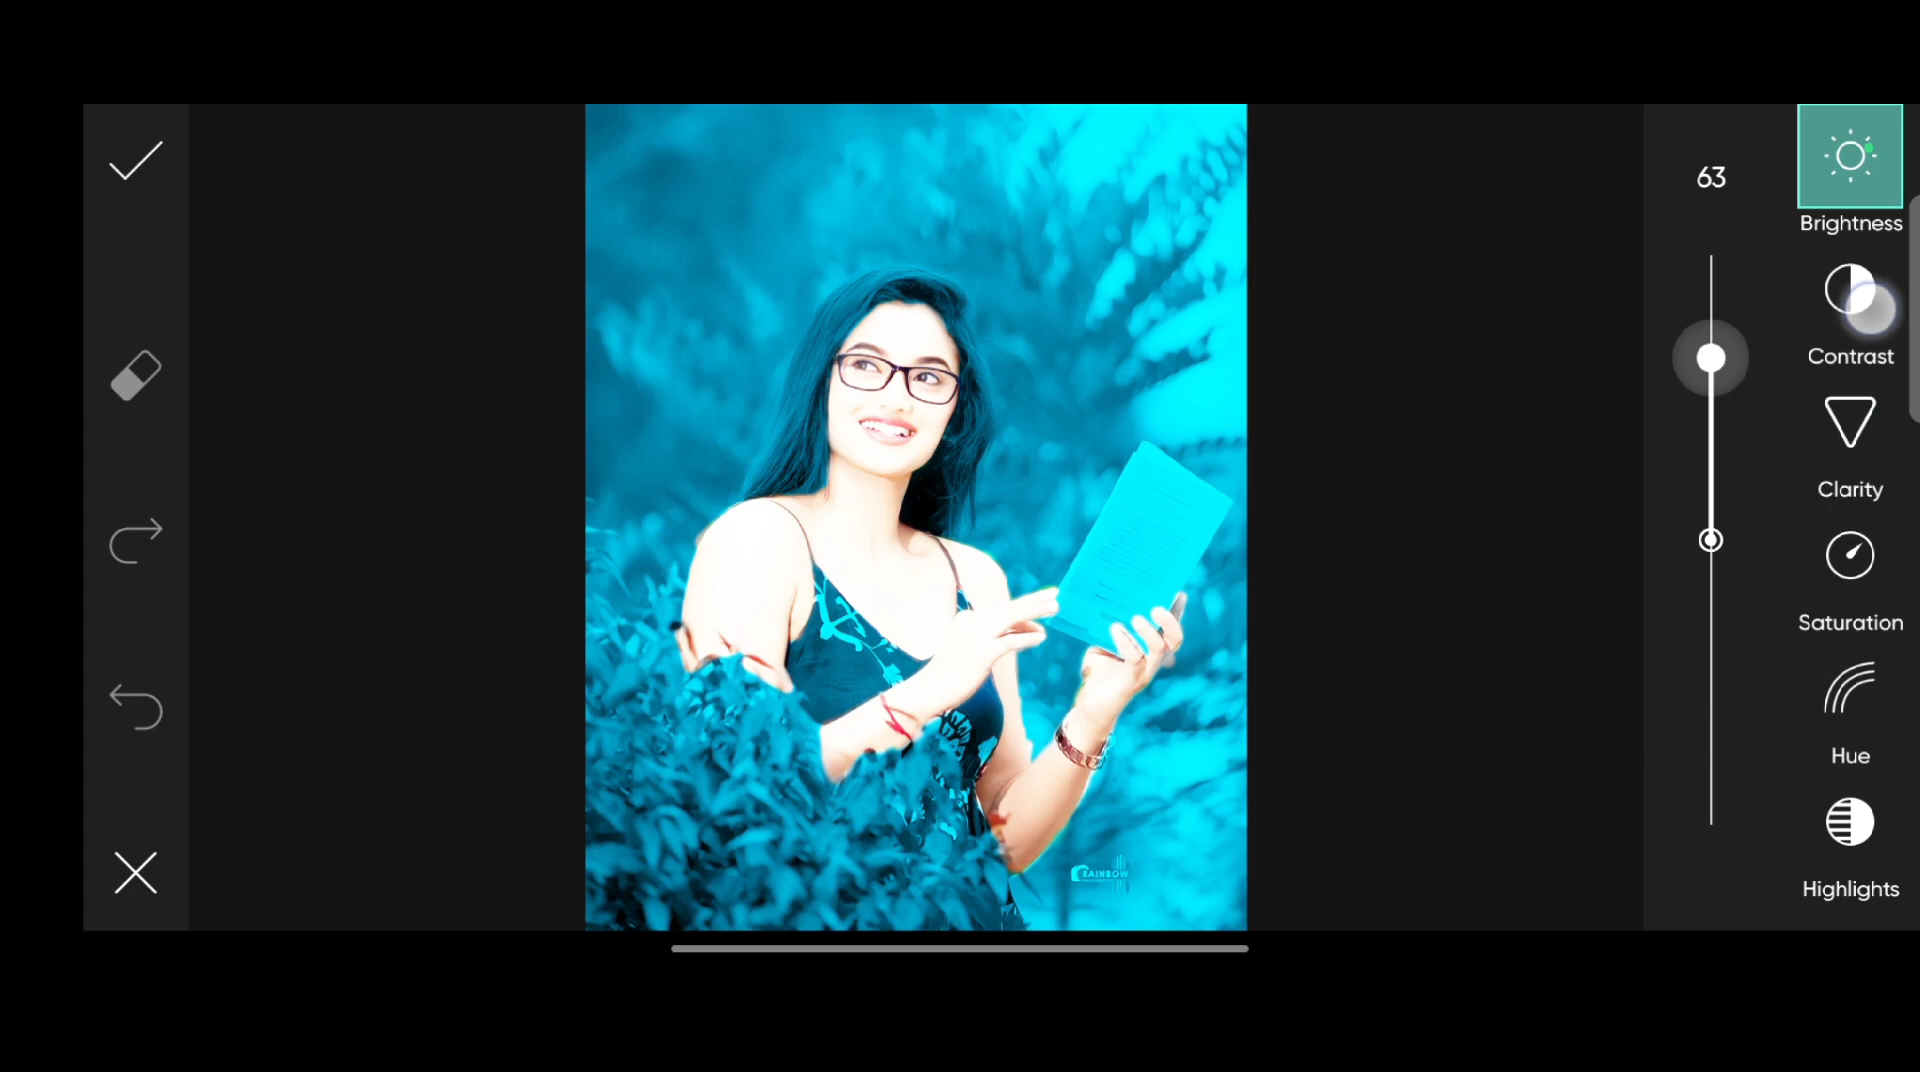 63
Brightness
Contrast
Clarity
Saturation
Hue
Highlights
RAINBOW